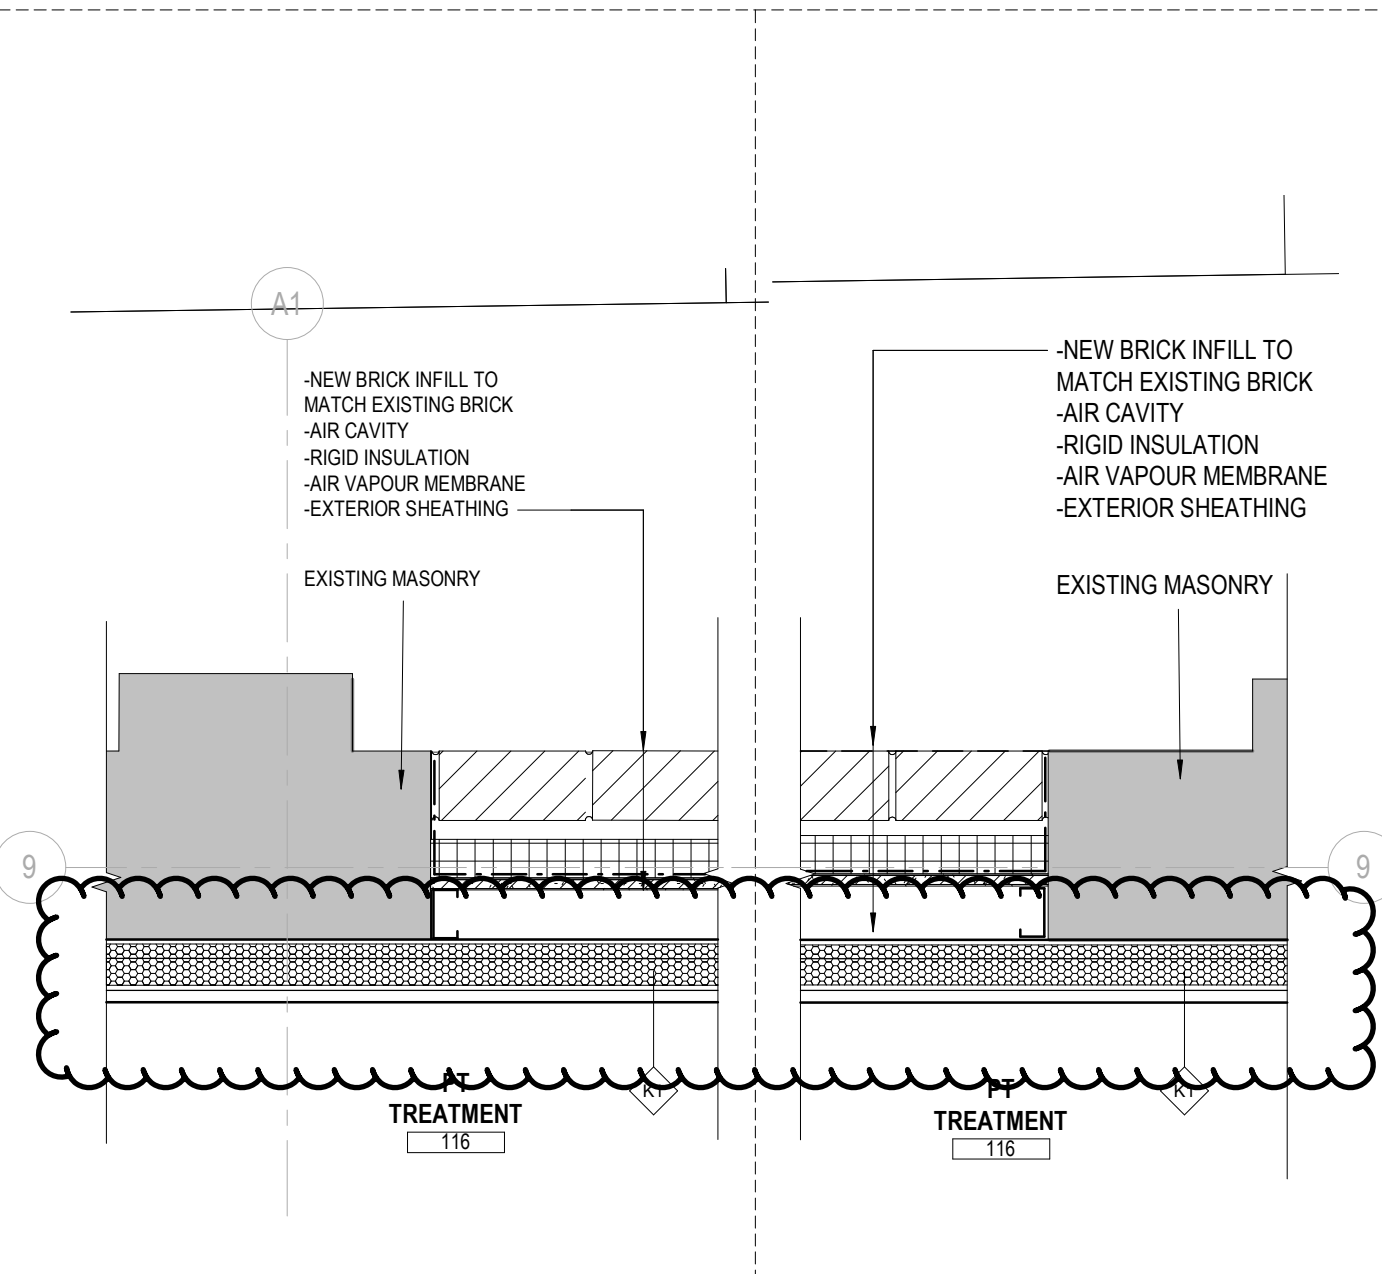 A1
-NEW BRICK INFILL TO
MATCH EXISTING BRICK
-AIR CAVITY
-RIGID INSULATION
-AIR VAPOUR MEMBRANE
-EXTERIOR SHEATHING
EXISTING MASONRY
-NEW BRICK INFILL TO
MATCH EXISTING BRICK
-AIR CAVITY
-RIGID INSULATION
-AIR VAPOUR MEMBRANE
-EXTERIOR SHEATHING
EXISTING MASONRY
9
9
PT
TREATMENT
116
K1
PT
TREATMENT
116
K1